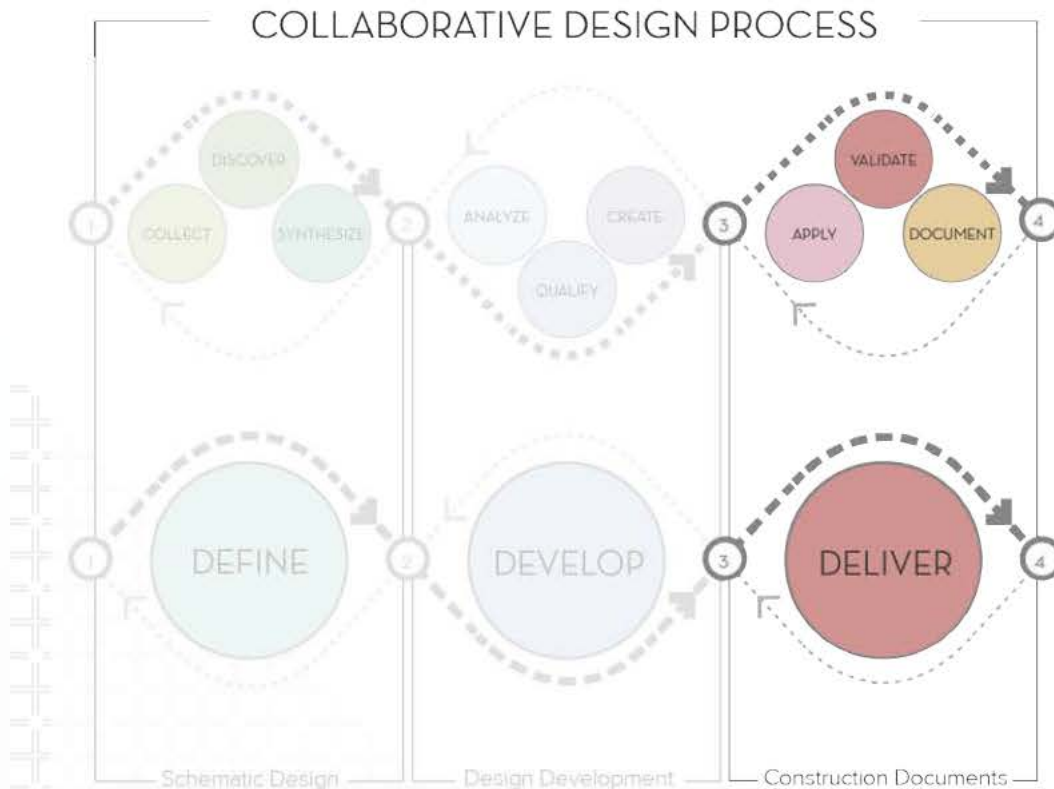 COLLABORATIVE DESIGN PROCESS
DISCOVER
COLLECT
SYNTHESIZE
1
2
ANALYZE
CREATE
QUALIFY
3
VALIDATE
APPLY
DOCUMENT
4
1
DEFINE
2
DEVELOP
3
DELIVER
4
Schematic Design
Design Development
Construction Documents